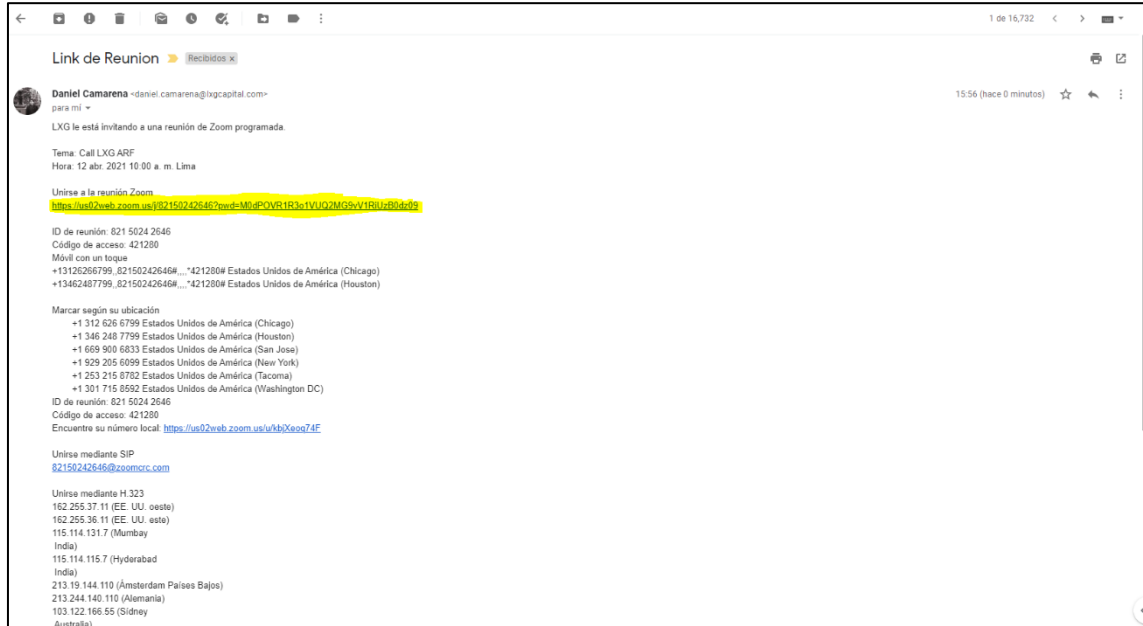 1 de 16,732
Link de Reunion
Recibidos x
Daniel Camarena <daniel.camarena@lxgcapital.com>
15:56 (hace 0 minutos)
para mí
LXG le está invitando a una reunión de Zoom programada.
Tema: Call LXG ARF
Hora: 12 abr. 2021 10:00 a. m. Lima
Unirse a la reunión Zoom
https://us02web.zoom.us/j/82150242646?pwd=M0dPOVR1R3o1VUQ2MG9vV1RiUzB0dz09
ID de reunión: 821 5024 2646
Código de acceso: 421280
Móvil con un toque
+13126266799,,82150242646#,,,,*421280# Estados Unidos de América (Chicago)
+13462487799,,82150242646#,,,,*421280# Estados Unidos de América (Houston)
Marcar según su ubicación
+1 312 626 6799 Estados Unidos de América (Chicago)
+1 346 248 7799 Estados Unidos de América (Houston)
+1 669 900 6833 Estados Unidos de América (San Jose)
+1 929 205 6099 Estados Unidos de América (New York)
+1 253 215 8782 Estados Unidos de América (Tacoma)
+1 301 715 8592 Estados Unidos de América (Washington DC)
ID de reunión: 821 5024 2646
Código de acceso: 421280
Encuentre su número local: https://us02web.zoom.us/u/kbjXeoq74F
Unirse mediante SIP
82150242646@zoomcrc.com
Unirse mediante H.323
162.255.37.11 (EE. UU. oeste)
162.255.36.11 (EE. UU. este)
115.114.131.7 (Mumbay
India)
115.114.115.7 (Hyderabad
India)
213.19.144.110 (Ámsterdam Países Bajos)
213.244.140.110 (Alemania)
103.122.166.55 (Sídney
Australia)